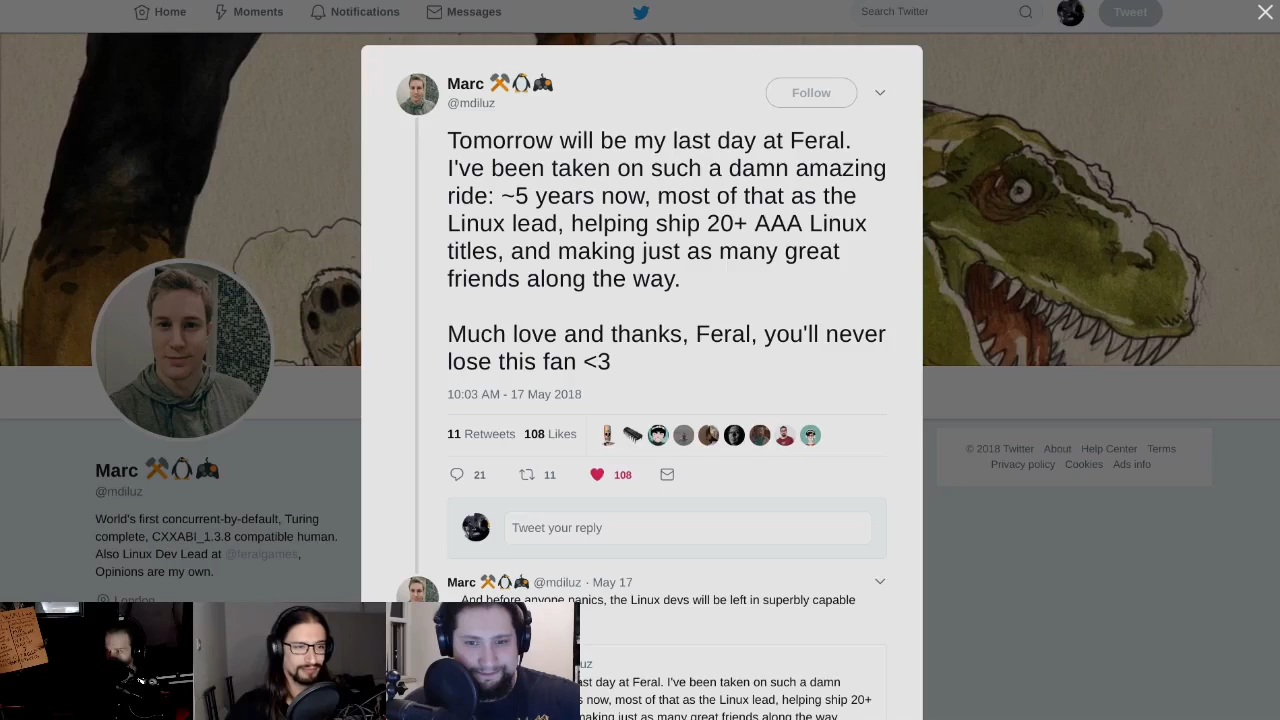 Home
Moments
Notifications
Messages
Search Twitter
Tweet
Marc
@mdiluz
Follow
Tomorrow will be my last day at Feral.
I've been taken on such a damn amazing
ride: ~5 years now, most of that as the
Linux lead, helping ship 20+ AAA Linux
titles, and making just as many great
friends along the way.
Much love and thanks, Feral, you'll never
lose this fan <3
10:03 AM - 17 May 2018
11 Retweets 108 Likes
21 11 108
Tweet your reply
Marc @mdiluz · May 17
And before anyone panics, the Linux devs will be left in superbly capable
uz
ast day at Feral. I've been taken on such a damn
s now, most of that as the Linux lead, helping ship 20+
making just as many great friends along the way.
Marc
@mdiluz
World's first concurrent-by-default, Turing
complete, CXXABI_1.3.8 compatible human.
Also Linux Dev Lead at @feralgames,
Opinions are my own.
London
© 2018 Twitter About Help Center Terms
Privacy policy Cookies Ads info